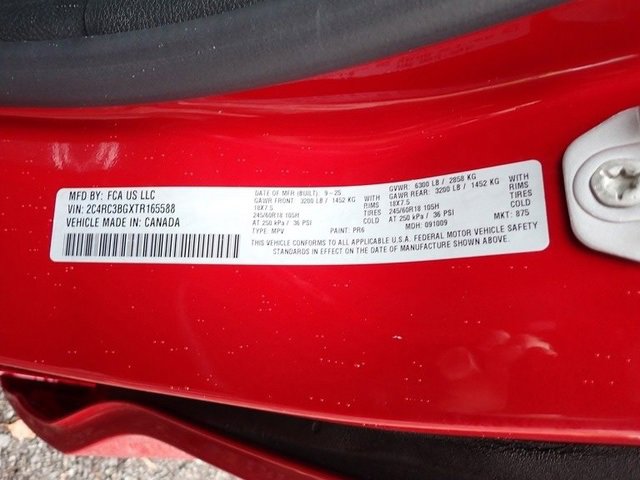 MFD BY: FCA US LLC
VIN: 2C4RC3BGXTR165588
VEHICLE MADE IN: CANADA
DATE OF MFR (BUILT) 9-25
GAWR FRONT 3200 LB / 1452 KG WITH
18X7.5 RIMS
245/60R18 105H TIRES
AT 250 kPa / 36 PSI COLD
TYPE: MPV PAINT: PR6
GVWR: 6300 LB / 2858 KG
GAWR REAR: 3200 LB / 1452 KG WITH
18X7.5 RIMS
245/60R18 105H TIRES
AT 250 kPa / 36 PSI COLD
MDH: 091009 MKT: 875
THIS VEHICLE CONFORMS TO ALL APPLICABLE U.S.A. FEDERAL MOTOR VEHICLE SAFETY
STANDARDS IN EFFECT ON THE DATE OF MANUFACTURE SHOWN ABOVE.